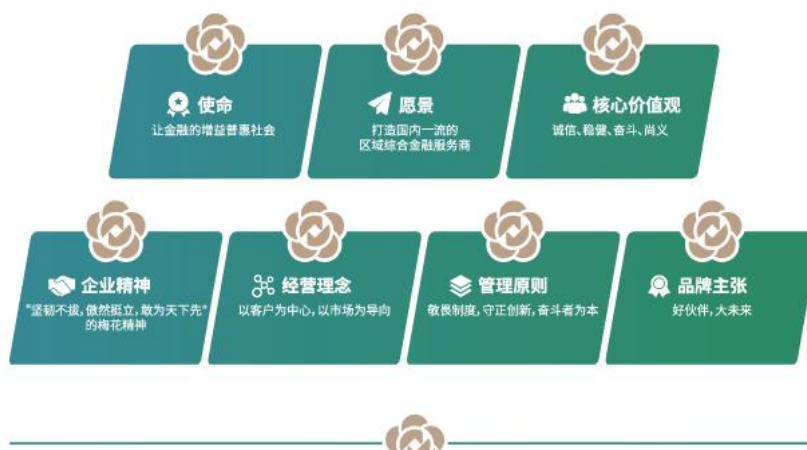 使命
让金融的增益普惠社会
愿景
打造国内一流的
区域综合金融服务商
核心价值观
诚信、稳健、奋斗、尚义
企业精神
“坚韧不拔,傲然挺立,敢为天下先”
的梅花精神
经营理念
以客户为中心,以市场为导向
管理原则
敬畏制度,守正创新,奋斗者为本
品牌主张
好伙伴,大未来